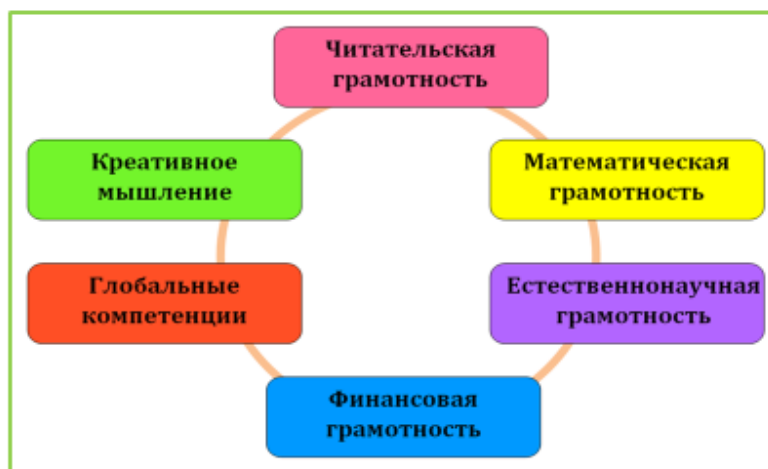 Читательская
грамотность
Креативное
мышление
Математическая
грамотность
Глобальные
компетенции
Естественнонаучная
грамотность
Финансовая
грамотность